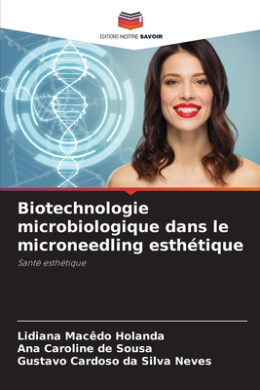 EDITIONS NOTRE SAVOIR
Biotechnologie
microbiologique dans le
microneedling esthétique
Santé esthétique
Lidiana Macêdo Holanda
Ana Caroline de Sousa
Gustavo Cardoso da Silva Neves